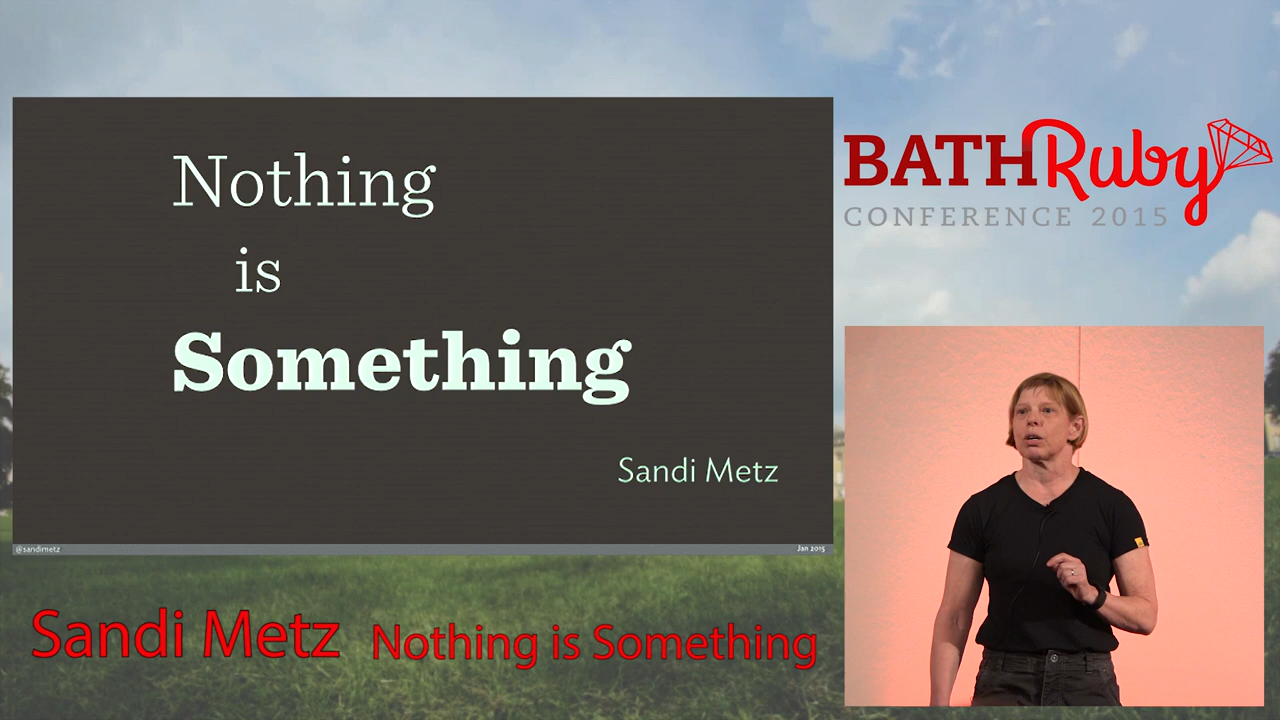 Nothing
is
Something
Sandi Metz
@sandimetz
Jan 2015
BATHRuby
CONFERENCE 2015
Sandi Metz Nothing is Something